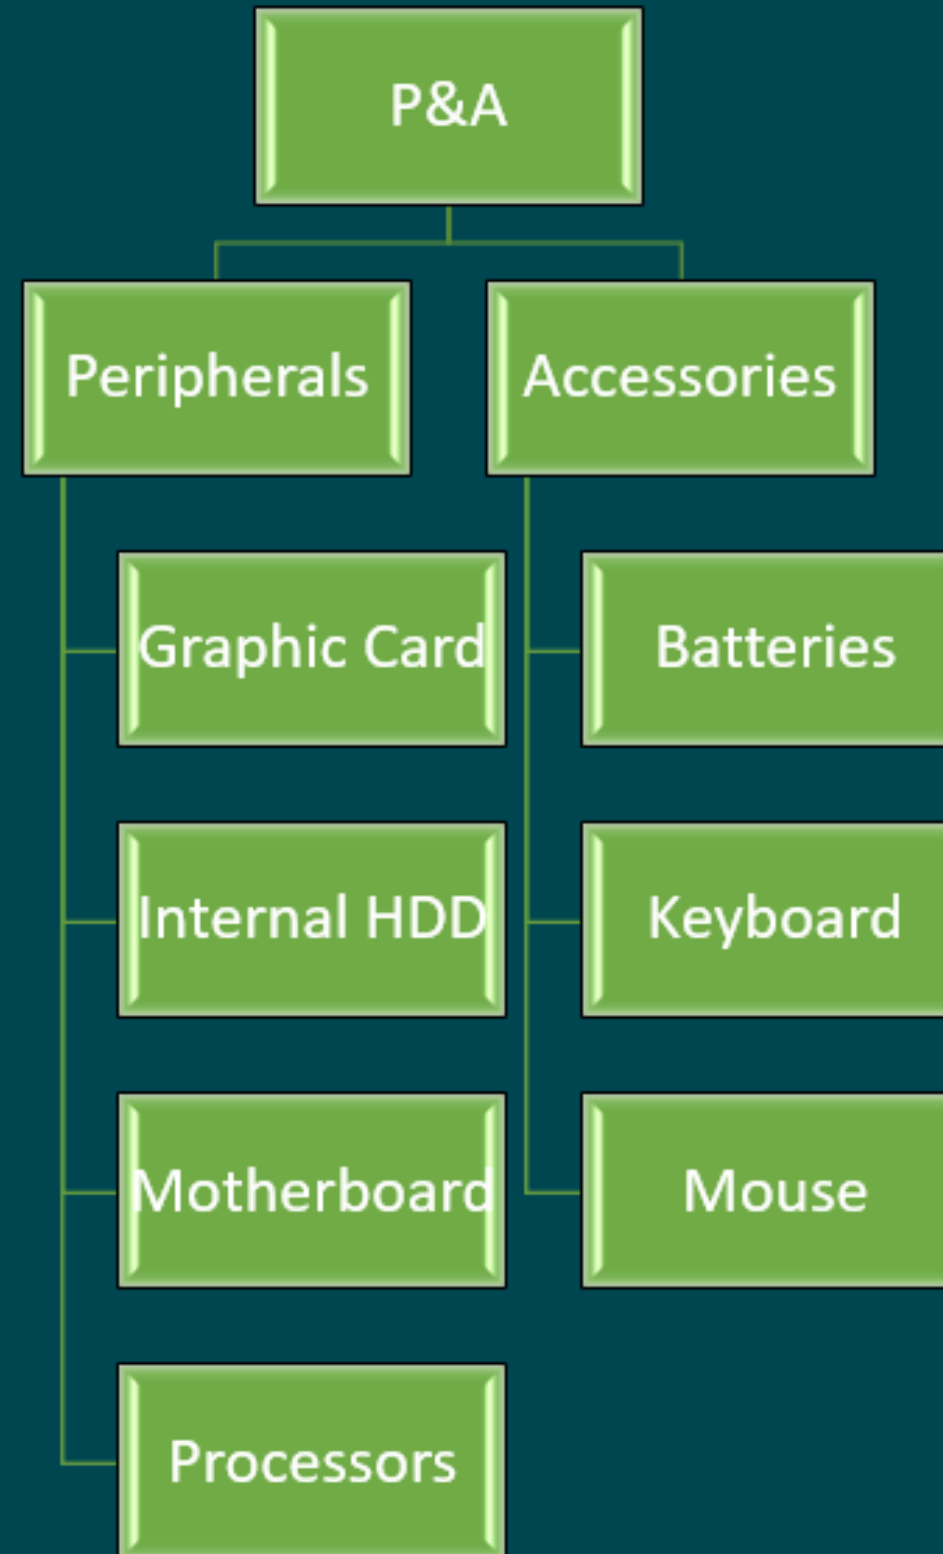 P&A
Peripherals
Accessories
Graphic Card
Batteries
Internal HDD
Keyboard
Motherboard
Mouse
Processors